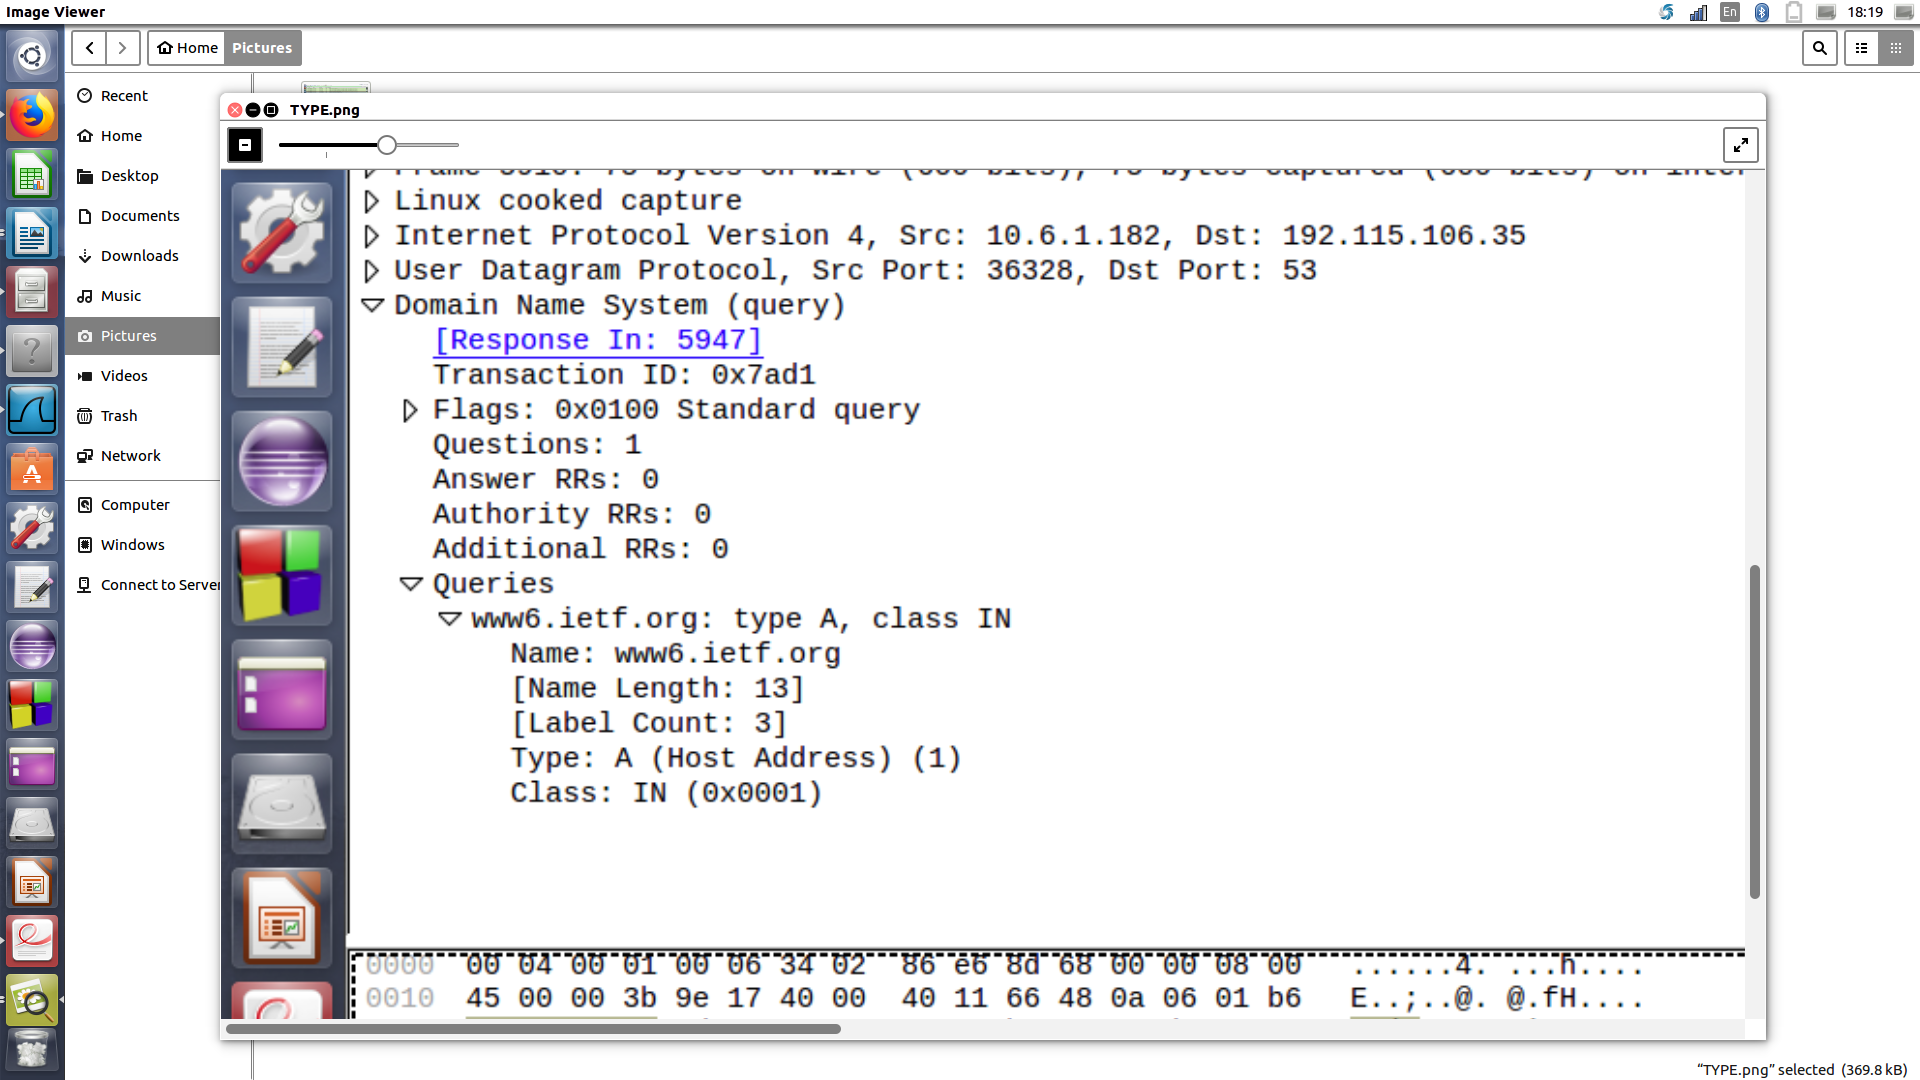 Image Viewer
En
18:19
Home
Pictures
Recent
Home
Desktop
Documents
Downloads
Music
Pictures
Videos
Trash
Network
Computer
Windows
Connect to Server
TYPE.png
Linux cooked capture
Internet Protocol Version 4, Src: 10.6.1.182, Dst: 192.115.106.35
User Datagram Protocol, Src Port: 36328, Dst Port: 53
Domain Name System (query)
[Response In: 5947]
Transaction ID: 0x7ad1
Flags: 0x0100 Standard query
Questions: 1
Answer RRs: 0
Authority RRs: 0
Additional RRs: 0
Queries
www6.ietf.org: type A, class IN
Name: www6.ietf.org
[Name Length: 13]
[Label Count: 3]
Type: A (Host Address) (1)
Class: IN (0x0001)
0000 00 04 00 01 00 06 34 02 86 e6 8d 68 00 00 08 00 ......4. ...h....
0010 45 00 00 3b 9e 17 40 00 40 11 66 48 0a 06 01 b6 E..;..@. @.fH....
“TYPE.png” selected (369.8 kB)